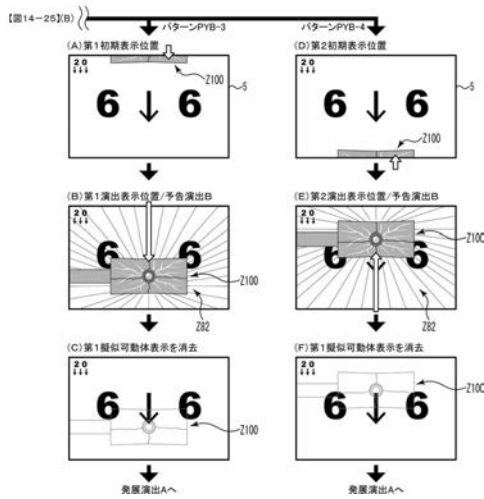 【図14-25】(B)
パターンPYB-3
パターンPYB-4
(A)第1初期表示位置
20
Z100
6 6
5
(D)第2初期表示位置
20
6 6
5
Z100
(B)第1演出表示位置/予告演出B
20
6 6
Z100
Z82
(E)第2演出表示位置/予告演出B
20
6 6
Z100
Z82
(C)第1擬似可動体表示を消去
20
6 6
Z100
発展演出Aへ
(F)第1擬似可動体表示を消去
20
6 6
Z100
発展演出Aへ